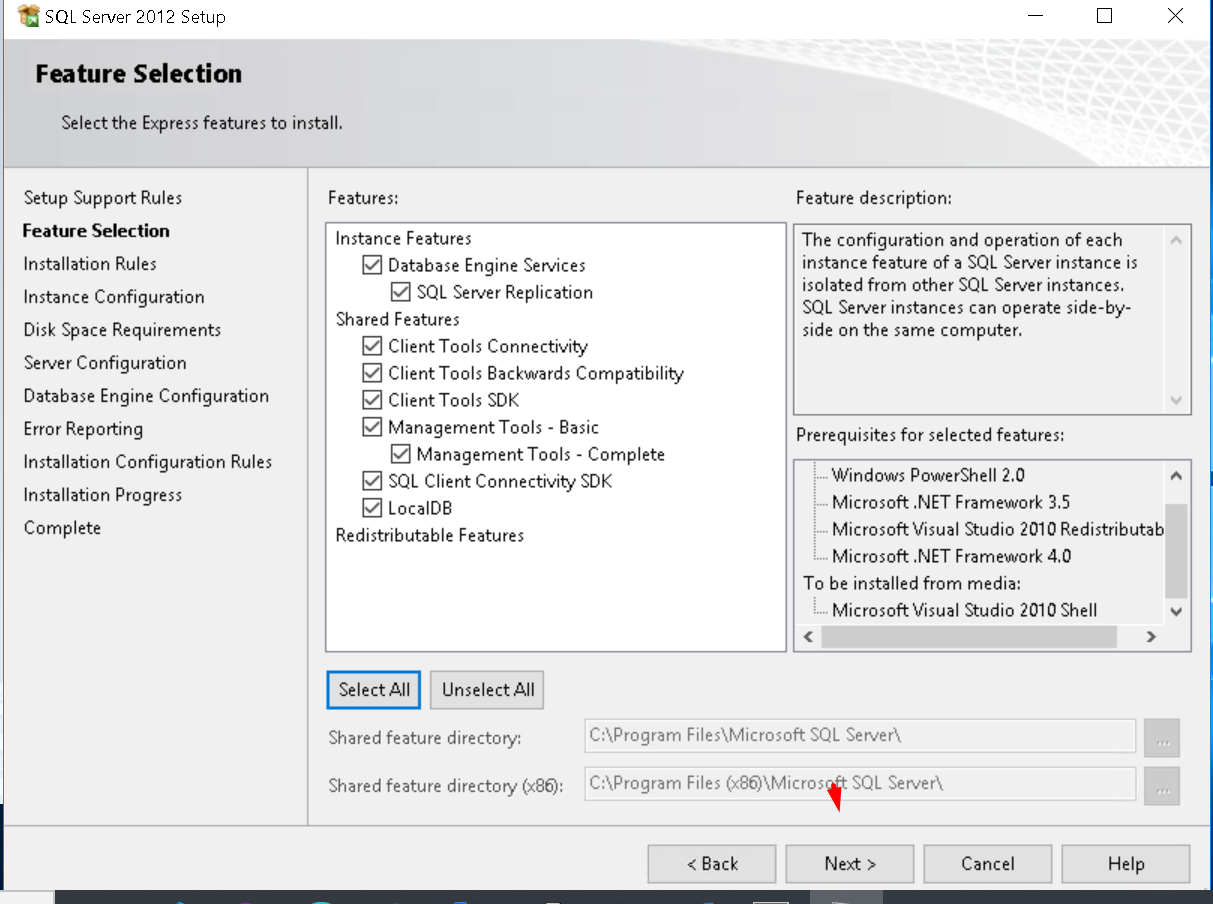 SQL Server 2012 Setup
Feature Selection
Select the Express features to install.
Setup Support Rules
Feature Selection
Installation Rules
Instance Configuration
Disk Space Requirements
Server Configuration
Database Engine Configuration
Error Reporting
Installation Configuration Rules
Installation Progress
Complete
Features:
Instance Features
Database Engine Services
SQL Server Replication
Shared Features
Client Tools Connectivity
Client Tools Backwards Compatibility
Client Tools SDK
Management Tools - Basic
Management Tools - Complete
SQL Client Connectivity SDK
LocalDB
Redistributable Features
Feature description:
The configuration and operation of each
instance feature of a SQL Server instance is
isolated from other SQL Server instances.
SQL Server instances can operate side-by-
side on the same computer.
Prerequisites for selected features:
Windows PowerShell 2.0
Microsoft .NET Framework 3.5
Microsoft Visual Studio 2010 Redistributab
Microsoft .NET Framework 4.0
To be installed from media:
Microsoft Visual Studio 2010 Shell
Select All
Unselect All
Shared feature directory:
C:\Program Files\Microsoft SQL Server\
...
Shared feature directory (x86):
C:\Program Files (x86)\Microsoft SQL Server\
...
< Back
Next >
Cancel
Help